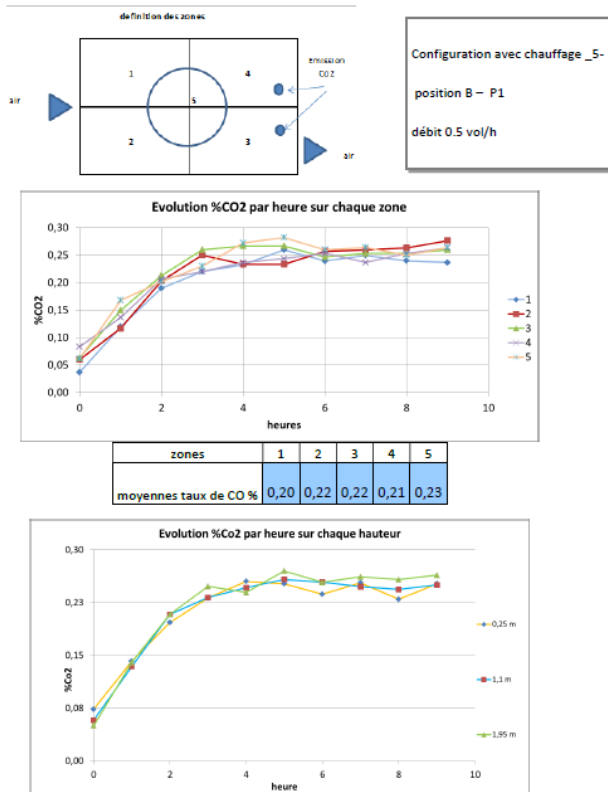 definition des zones
1
4
emission
CO2
air
5
2
3
air
Configuration avec chauffage _5-
position B – P1
débit 0.5 vol/h
Evolution %CO2 par heure sur chaque zone
0,30
0,25
0,20
0,15
0,10
0,05
0,00
%CO2
0 2 4 6 8 10
heures
1
2
3
4
5
zones 1 2 3 4 5
moyennes taux de CO % 0,20 0,22 0,22 0,21 0,23
Evolution %Co2 par heure sur chaque hauteur
0,30
0,23
0,15
0,08
0,00
%Co2
0 2 4 6 8 10
heure
0,25 m
1,1 m
1,95 m